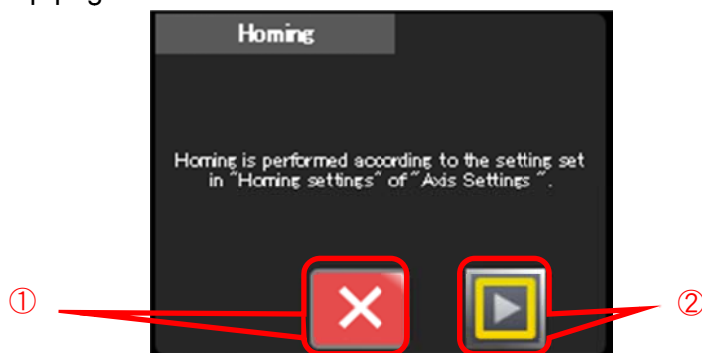 Homing
Homing is performed according to the setting set
in "Homing settings" of "Axis Settings ".
① ②